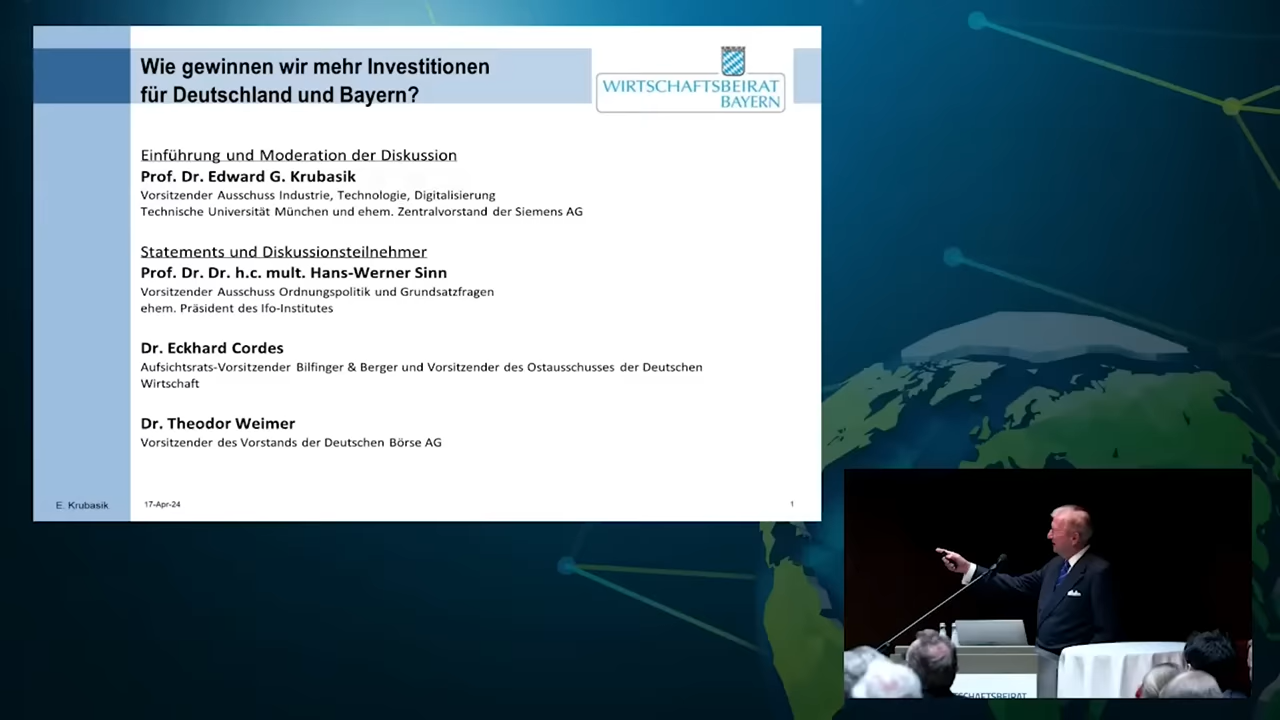 Wie gewinnen wir mehr Investitionen
für Deutschland und Bayern?
WIRTSCHAFTSBEIRAT
BAYERN
Einführung und Moderation der Diskussion
Prof. Dr. Edward G. Krubasik
Vorsitzender Ausschuss Industrie, Technologie, Digitalisierung
Technische Universität München und ehem. Zentralvorstand der Siemens AG
Statements und Diskussionsteilnehmer
Prof. Dr. Dr. h.c. mult. Hans-Werner Sinn
Vorsitzender Ausschuss Ordnungspolitik und Grundsatzfragen
ehem. Präsident des Ifo-Institutes
Dr. Eckhard Cordes
Aufsichtsrats-Vorsitzender Bilfinger & Berger und Vorsitzender des Ostausschusses der Deutschen
Wirtschaft
Dr. Theodor Weimer
Vorsitzender des Vorstands der Deutschen Börse AG
E. Krubasik
17-Apr-24
1